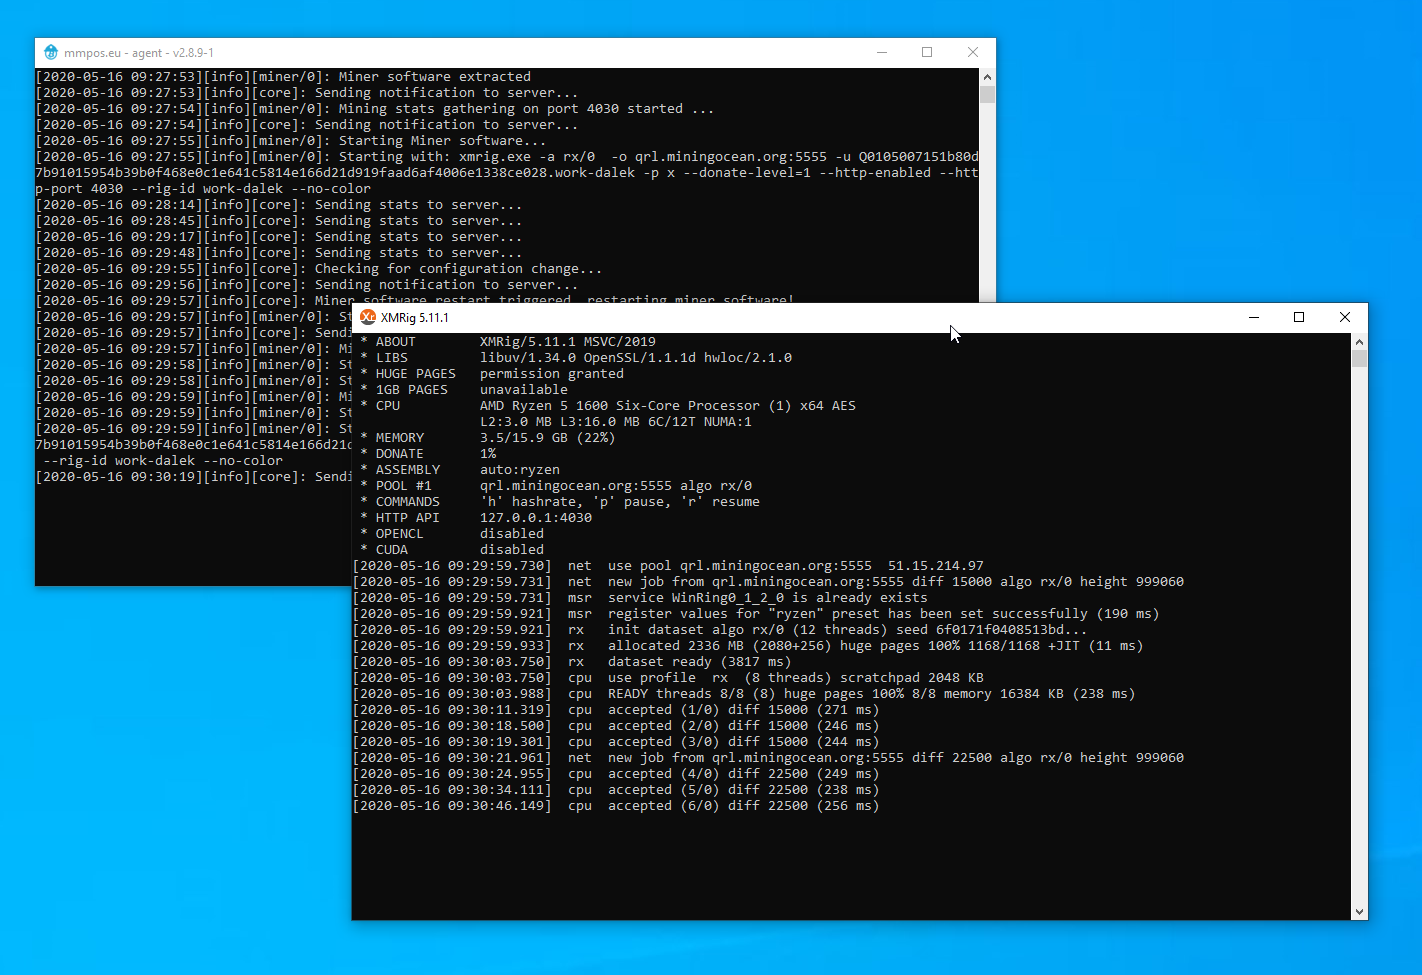 mmpos.eu - agent - v2.8.9-1
[2020-05-16 09:27:53][info][miner/0]: Miner software extracted
[2020-05-16 09:27:53][info][core]: Sending notification to server...
[2020-05-16 09:27:54][info][miner/0]: Mining stats gathering on port 4030 started ...
[2020-05-16 09:27:54][info][core]: Sending notification to server...
[2020-05-16 09:27:55][info][miner/0]: Starting Miner software...
[2020-05-16 09:27:55][info][miner/0]: Starting with: xmrig.exe -a rx/0  -o qrl.miningocean.org:5555 -u Q0105007151b80d
7b91015954b39b0f468e0c1e641c5814e166d21d919faad6af4006e1338ce028.work-dalek -p x --donate-level=1 --http-enabled --htt
p-port 4030 --rig-id work-dalek --no-color
[2020-05-16 09:28:14][info][core]: Sending stats to server...
[2020-05-16 09:28:45][info][core]: Sending stats to server...
[2020-05-16 09:29:17][info][core]: Sending stats to server...
[2020-05-16 09:29:48][info][core]: Sending stats to server...
[2020-05-16 09:29:55][info][core]: Checking for configuration change...
[2020-05-16 09:29:56][info][core]: Sending notification to server...
[2020-05-16 09:29:57][info][core]: Miner software restart triggered, restarting miner software!
[2020-05-16 09:29:57][info][miner/0]: St
[2020-05-16 09:29:57][info][core]: Sendi
[2020-05-16 09:29:57][info][miner/0]: Mi
[2020-05-16 09:29:58][info][miner/0]: St
[2020-05-16 09:29:58][info][miner/0]: St
[2020-05-16 09:29:59][info][miner/0]: Mi
[2020-05-16 09:29:59][info][miner/0]: St
[2020-05-16 09:29:59][info][miner/0]: St
7b91015954b39b0f468e0c1e641c5814e166d21
--rig-id work-dalek --no-color
[2020-05-16 09:30:19][info][core]: Sendi
Xr XMRig 5.11.1
* ABOUT XMRig/5.11.1 MSVC/2019
* LIBS libuv/1.34.0 OpenSSL/1.1.1d hwloc/2.1.0
* HUGE PAGES permission granted
* 1GB PAGES unavailable
* CPU AMD Ryzen 5 1600 Six-Core Processor (1) x64 AES
L2:3.0 MB L3:16.0 MB 6C/12T NUMA:1
* MEMORY 3.5/15.9 GB (22%)
* DONATE 1%
* ASSEMBLY auto:ryzen
* POOL #1 qrl.miningocean.org:5555 algo rx/0
* COMMANDS 'h' hashrate, 'p' pause, 'r' resume
* HTTP API 127.0.0.1:4030
* OPENCL disabled
* CUDA disabled
[2020-05-16 09:29:59.730] net use pool qrl.miningocean.org:5555 51.15.214.97
[2020-05-16 09:29:59.731] net new job from qrl.miningocean.org:5555 diff 15000 algo rx/0 height 999060
[2020-05-16 09:29:59.731] msr service WinRing0_1_2_0 is already exists
[2020-05-16 09:29:59.921] msr register values for "ryzen" preset has been set successfully (190 ms)
[2020-05-16 09:29:59.921] rx init dataset algo rx/0 (12 threads) seed 6f0171f0408513bd...
[2020-05-16 09:29:59.933] rx allocated 2336 MB (2080+256) huge pages 100% 1168/1168 +JIT (11 ms)
[2020-05-16 09:30:03.750] rx dataset ready (3817 ms)
[2020-05-16 09:30:03.750] cpu use profile rx (8 threads) scratchpad 2048 KB
[2020-05-16 09:30:03.988] cpu READY threads 8/8 (8) huge pages 100% 8/8 memory 16384 KB (238 ms)
[2020-05-16 09:30:11.319] cpu accepted (1/0) diff 15000 (271 ms)
[2020-05-16 09:30:18.500] cpu accepted (2/0) diff 15000 (246 ms)
[2020-05-16 09:30:19.301] cpu accepted (3/0) diff 15000 (244 ms)
[2020-05-16 09:30:21.961] net new job from qrl.miningocean.org:5555 diff 22500 algo rx/0 height 999060
[2020-05-16 09:30:24.955] cpu accepted (4/0) diff 22500 (249 ms)
[2020-05-16 09:30:34.111] cpu accepted (5/0) diff 22500 (238 ms)
[2020-05-16 09:30:46.149] cpu accepted (6/0) diff 22500 (256 ms)